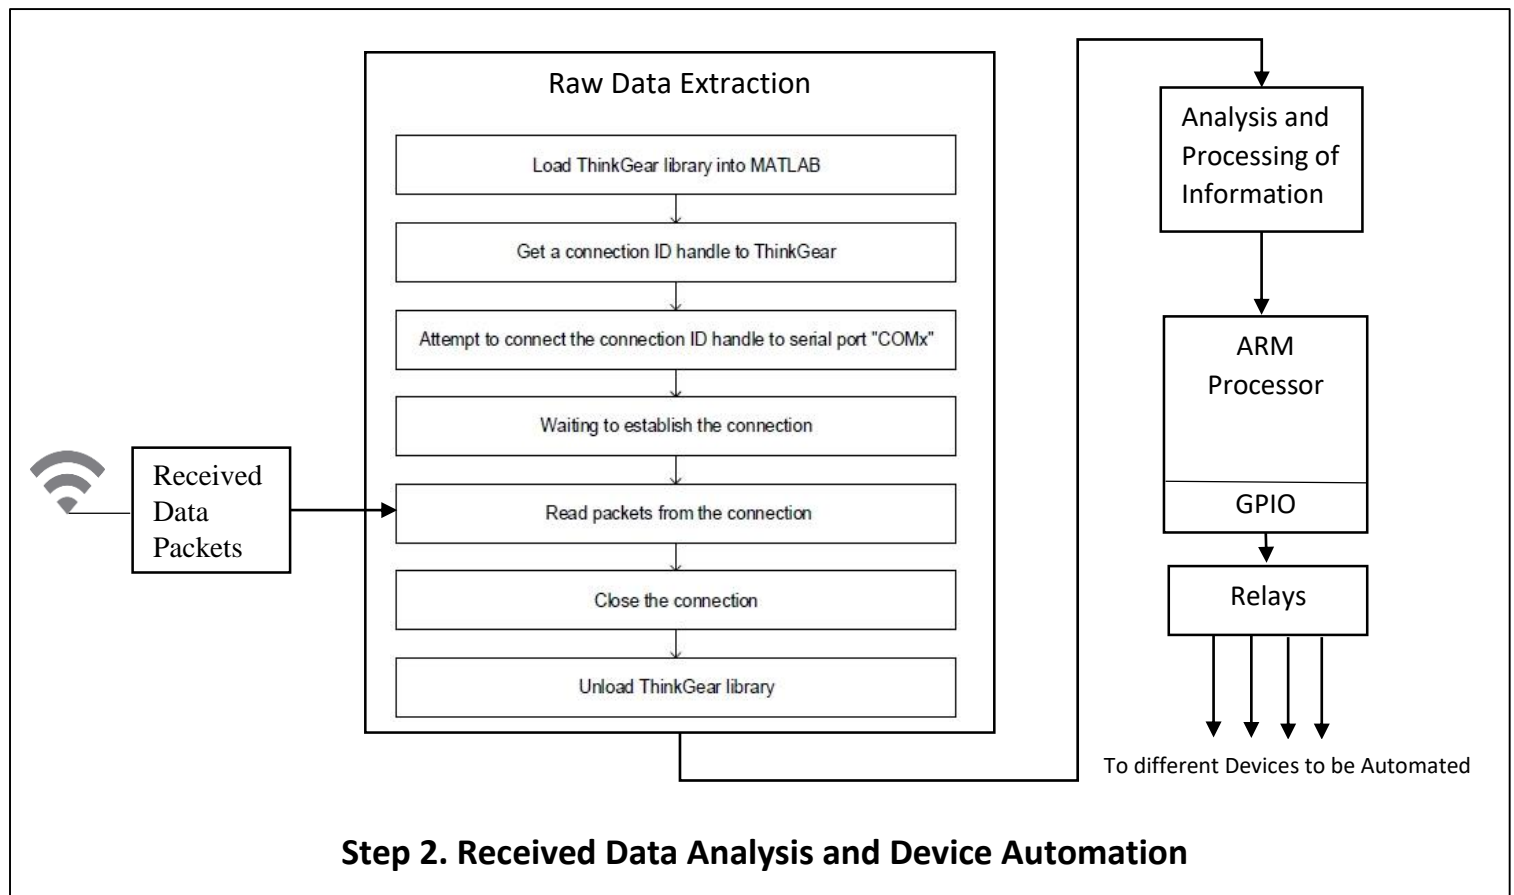 Raw Data Extraction
Load ThinkGear library into MATLAB
Get a connection ID handle to ThinkGear
Attempt to connect the connection ID handle to serial port "COMx"
Waiting to establish the connection
Read packets from the connection
Close the connection
Unload ThinkGear library
Received
Data
Packets
Analysis and
Processing of
Information
ARM
Processor
GPIO
Relays
To different Devices to be Automated
Step 2. Received Data Analysis and Device Automation